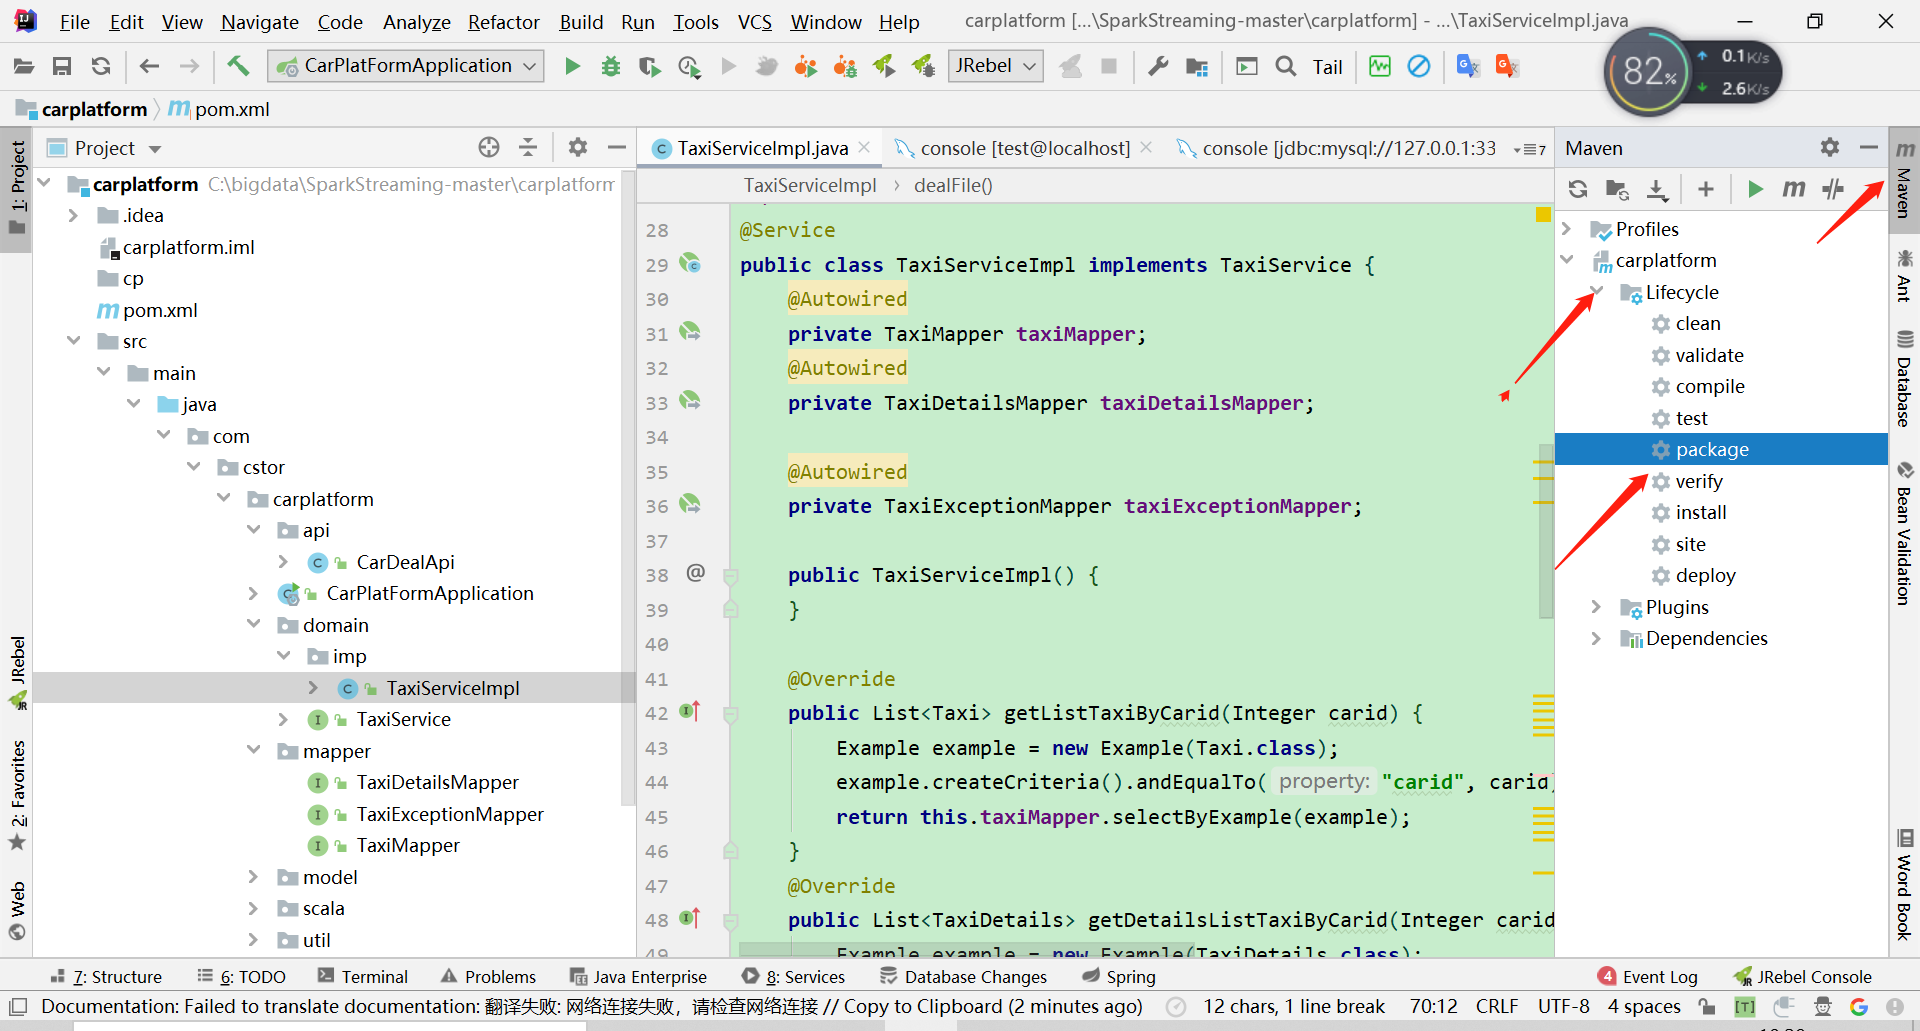 File Edit View Navigate Code Analyze Refactor Build Run Tools VCS Window Help carplatform [...\SparkStreaming-master\carplatform] - ...\TaxiServiceImpl.java
CarPlatFormApplication JRebel Tail
82% 0.1K/s
2.6K/s
carplatform pom.xml
Project
TaxiServiceImpl.java console [test@localhost] console [jdbc:mysql://127.0.0.1:33 7
Maven
TaxiServiceImpl dealFile()
1: Project
JRebel
2: Favorites
Web
carplatform C:\bigdata\SparkStreaming-master\carplatform
.idea
carplatform.iml
cp
pom.xml
src
main
java
com
cstor
carplatform
api
CarDealApi
CarPlatFormApplication
domain
imp
TaxiServiceImpl
TaxiService
mapper
TaxiDetailsMapper
TaxiExceptionMapper
TaxiMapper
model
scala
util
28 @Service
29 public class TaxiServiceImpl implements TaxiService {
30 @Autowired
31 private TaxiMapper taxiMapper;
32 @Autowired
33 private TaxiDetailsMapper taxiDetailsMapper;
34
35 @Autowired
36 private TaxiExceptionMapper taxiExceptionMapper;
37
38 @ public TaxiServiceImpl() {
39 }
40
41 @Override
42 public List<Taxi> getListTaxiByCarid(Integer carid) {
43 Example example = new Example(Taxi.class);
44 example.createCriteria().andEqualTo( property: "carid", carid)
45 return this.taxiMapper.selectByExample(example);
46 }
47 @Override
48 public List<TaxiDetails> getDetailsListTaxiByCarid(Integer carid
49 Example example = new Example(TaxiDetails.class);
Profiles
carplatform
Lifecycle
clean
validate
compile
test
package
verify
install
site
deploy
Plugins
Dependencies
Maven
Ant
Database
Bean Validation
Word Book
7: Structure 6: TODO Terminal Problems Java Enterprise 8: Services Database Changes Spring 4 Event Log JRebel Console
Documentation: Failed to translate documentation: 翻译失败: 网络连接失败，请检查网络连接 // Copy to Clipboard (2 minutes ago) 12 chars, 1 line break 70:12 CRLF UTF-8 4 spaces [T]